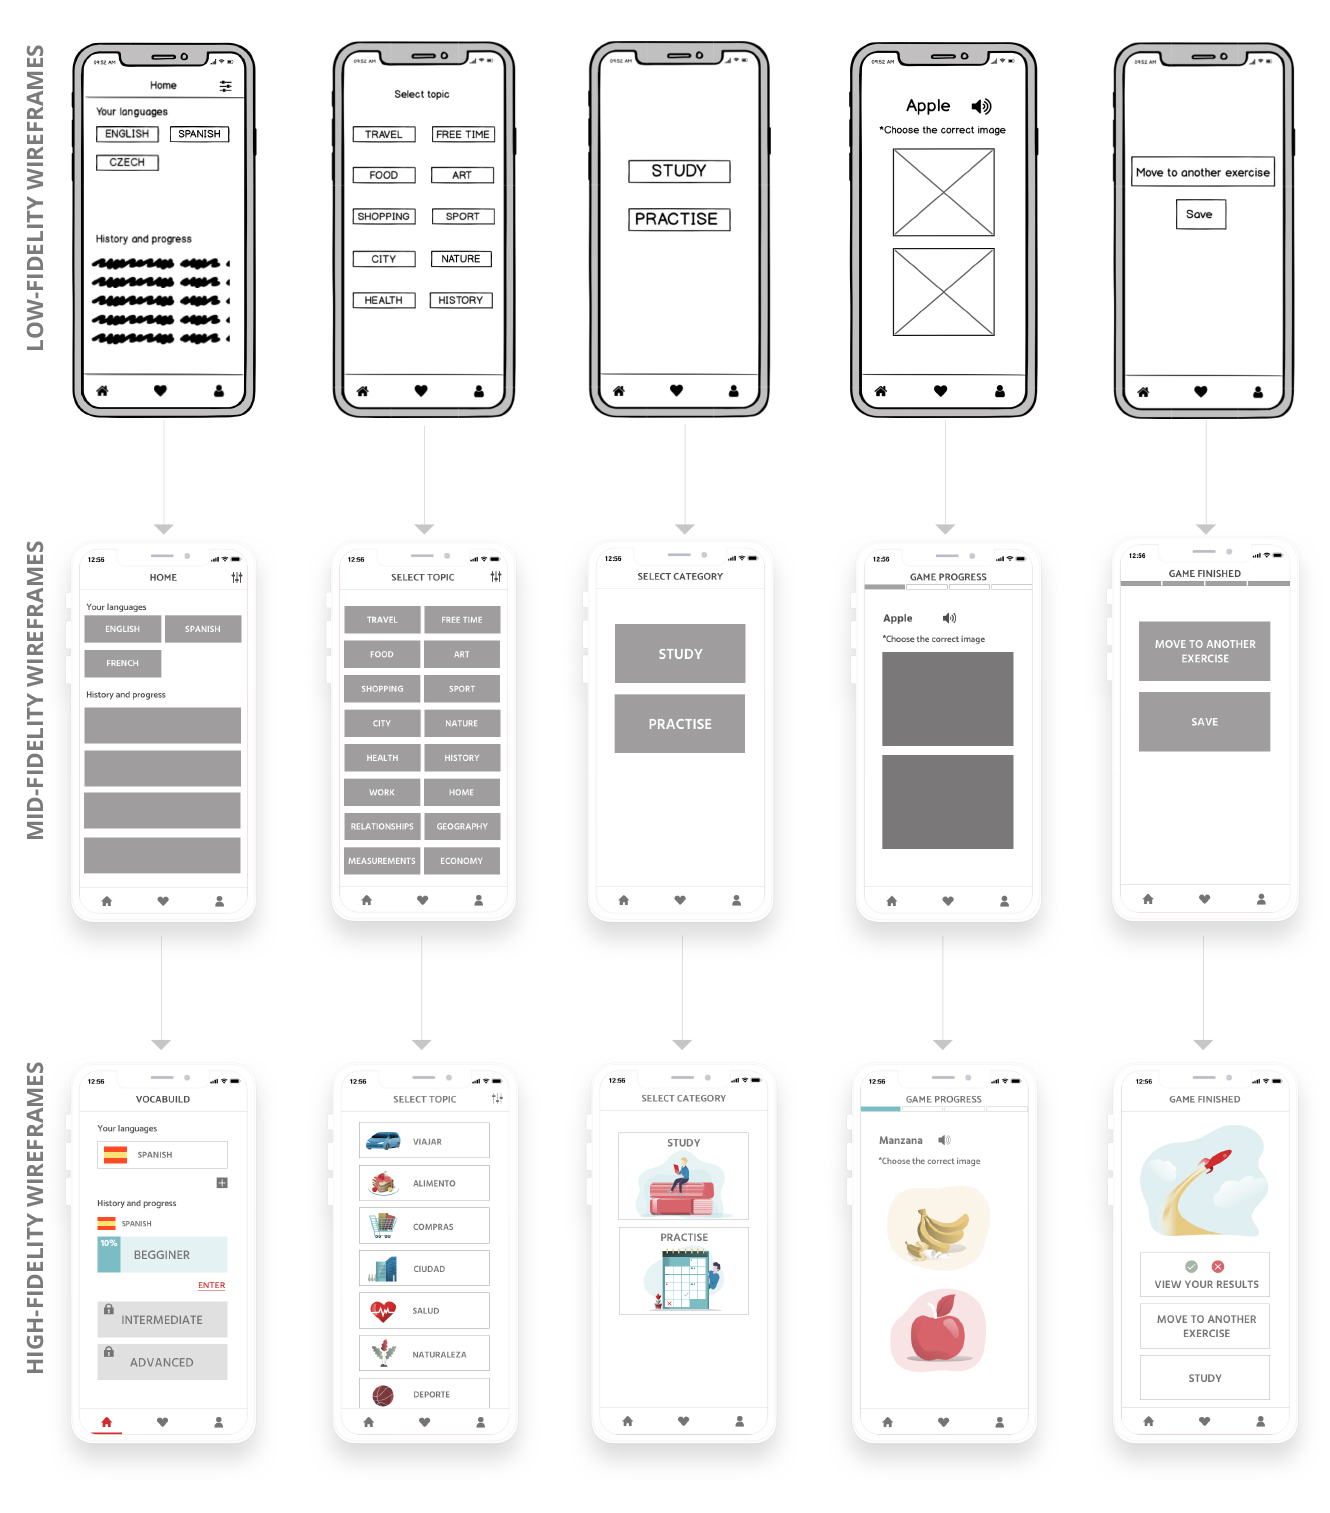 LOW-FIDELITY WIREFRAMES
09:52 AM
Home
Your languages
ENGLISH SPANISH
CZECH
History and progress
09:52 AM
Select topic
TRAVEL FREE TIME
FOOD ART
SHOPPING SPORT
CITY NATURE
HEALTH HISTORY
09:52 AM
STUDY
PRACTISE
09:52 AM
Apple
*Choose the correct image
09:52 AM
Move to another exercise
Save
MID-FIDELITY WIREFRAMES
12:56
HOME
Your languages
ENGLISH SPANISH
FRENCH
History and progress
12:56
SELECT TOPIC
TRAVEL FREE TIME
FOOD ART
SHOPPING SPORT
CITY NATURE
HEALTH HISTORY
WORK HOME
RELATIONSHIPS GEOGRAPHY
MEASUREMENTS ECONOMY
12:56
SELECT CATEGORY
STUDY
PRACTISE
12:56
GAME PROGRESS
Apple
*Choose the correct image
12:56
GAME FINISHED
MOVE TO ANOTHER
EXERCISE
SAVE
HIGH-FIDELITY WIREFRAMES
12:56
VOCABUILD
Your languages
SPANISH
History and progress
SPANISH
10%
BEGGINER
ENTER
INTERMEDIATE
ADVANCED
12:56
SELECT TOPIC
VIAJAR
ALIMENTO
COMPRAS
CIUDAD
SALUD
NATURALEZA
DEPORTE
12:56
SELECT CATEGORY
STUDY
PRACTISE
12:56
GAME PROGRESS
Manzana
*Choose the correct image
12:56
GAME FINISHED
VIEW YOUR RESULTS
MOVE TO ANOTHER
EXERCISE
STUDY